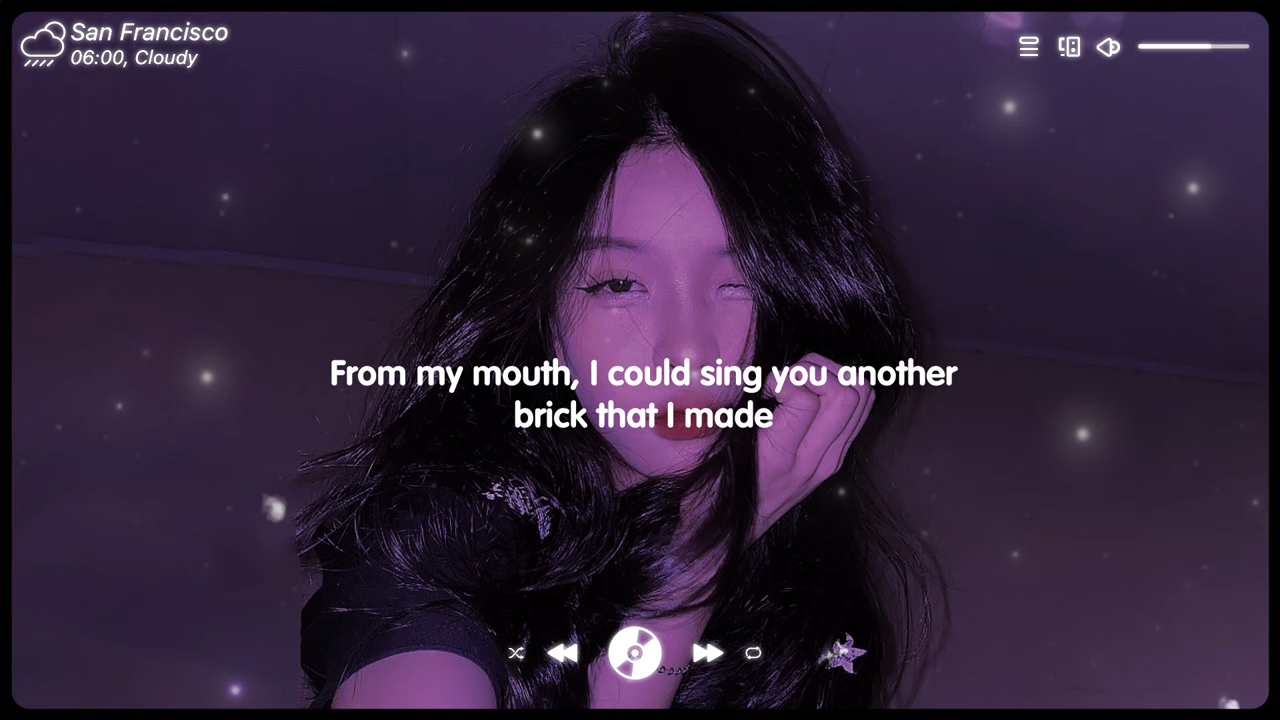 San Francisco
06:00, Cloudy
From my mouth, I could sing you another
brick that I made